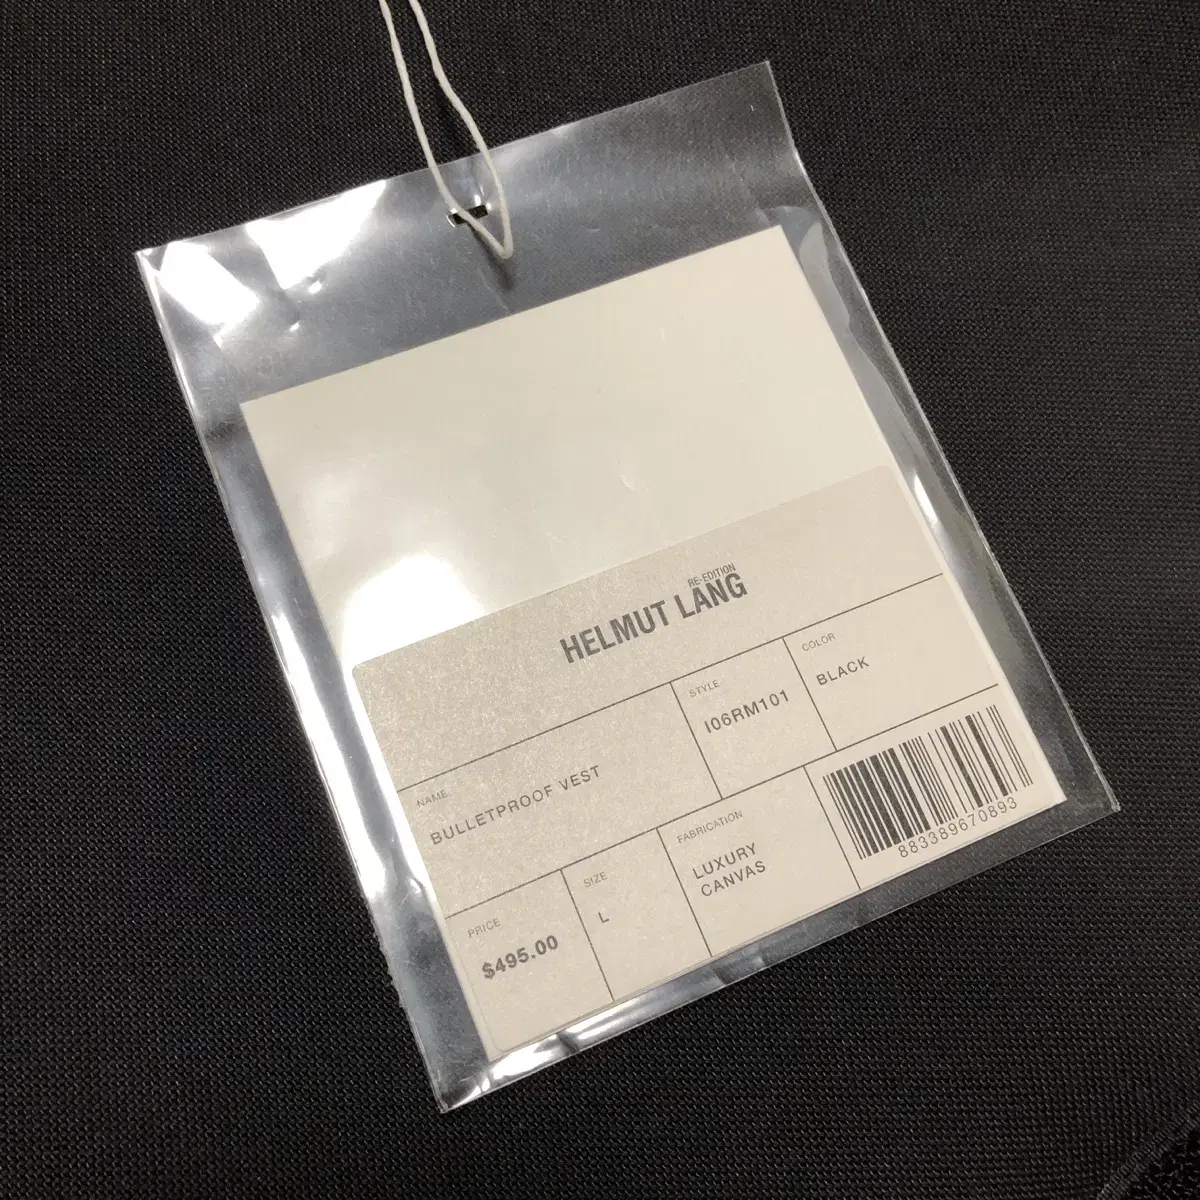 RE-EDITION
HELMUT LANG
NAME
BULLETPROOF VEST
STYLE
I06RM101
COLOR
BLACK
PRICE
$495.00
SIZE
L
FABRICATION
LUXURY
CANVAS
883389670893